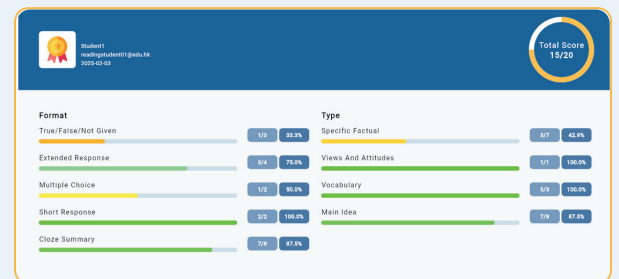 Student1
readingstudent01@edu.hk
2025-02-03
Total Score
15/20
Format
True/False/Not Given 1/3 33.3%
Extended Response 3/4 75.0%
Multiple Choice 1/2 50.0%
Short Response 2/2 100.0%
Cloze Summary 7/8 87.5%
Type
Specific Factual 3/7 42.9%
Views And Attitudes 1/1 100.0%
Vocabulary 3/3 100.0%
Main Idea 7/8 87.5%